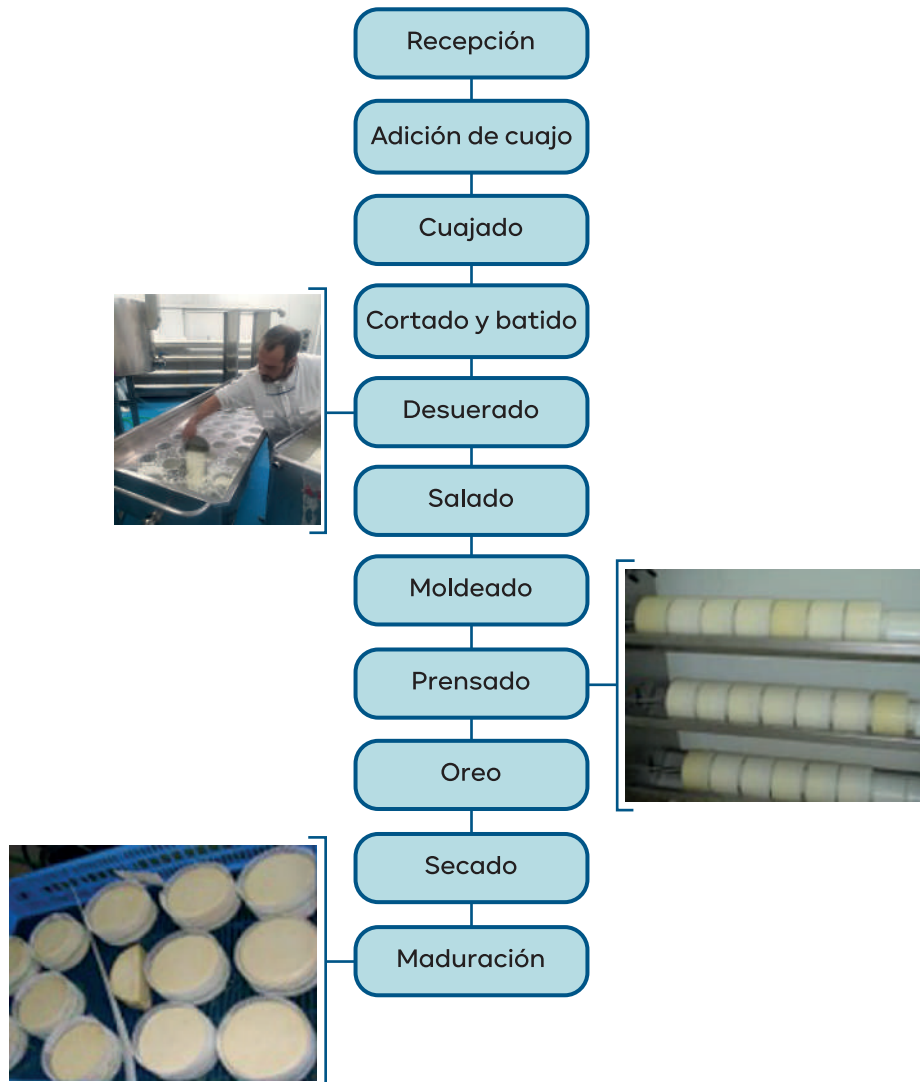 Recepción
Adición de cuajo
Cuajado
Cortado y batido
Desuerado
Salado
Moldeado
Prensado
Oreo
Secado
Maduración